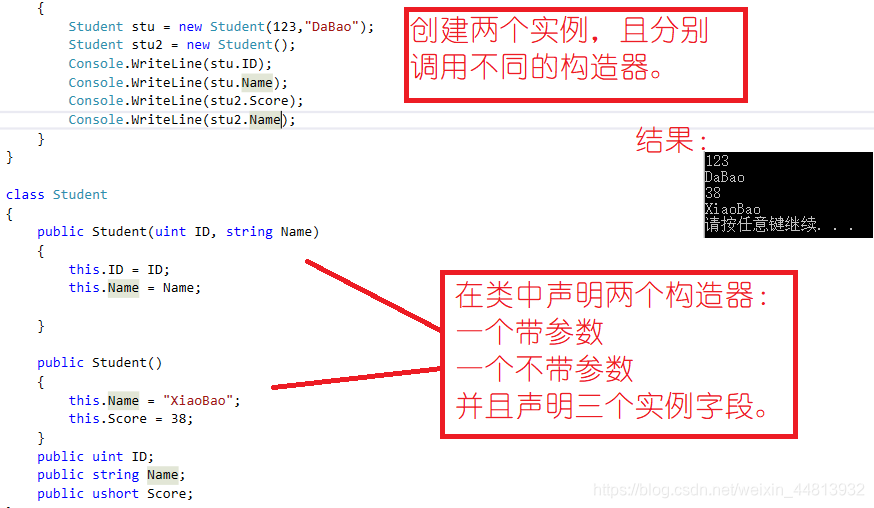 {
Student stu = new Student(123,"DaBao");
Student stu2 = new Student();
Console.WriteLine(stu.ID);
Console.WriteLine(stu.Name);
Console.WriteLine(stu2.Score);
Console.WriteLine(stu2.Name);
}
}
创建两个实例，且分别
调用不同的构造器。
结果：
123
DaBao
38
XiaoBao
请按任意键继续. . .
class Student
{
public Student(uint ID, string Name)
{
this.ID = ID;
this.Name = Name;
}
public Student()
{
this.Name = "XiaoBao";
this.Score = 38;
}
public uint ID;
public string Name;
public ushort Score;
在类中声明两个构造器：
一个带参数
一个不带参数
并且声明三个实例字段。
https://blog.csdn.net/weixin_44813932